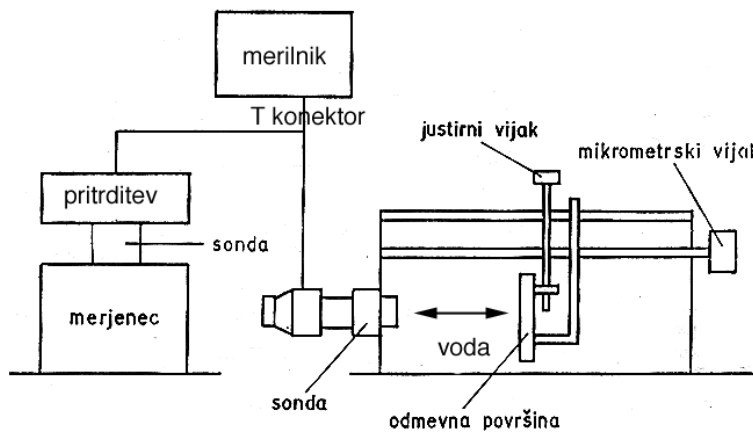 merilnik
T konektor
justirni vijak
mikrometrski vijak
pritrditev
sonda
merjenec
voda
sonda
odmevna površina